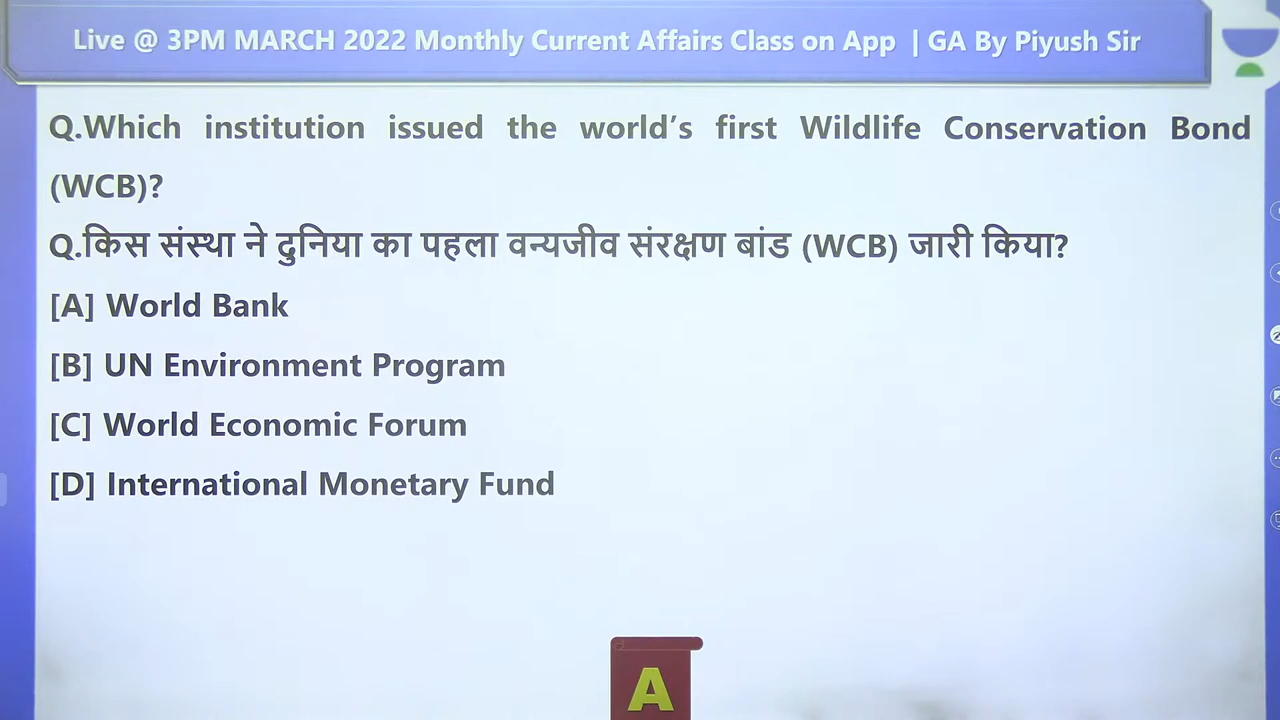 Live @ 3PM MARCH 2022 Monthly Current Affairs Class on App | GA By Piyush Sir
Q.Which institution issued the world's first Wildlife Conservation Bond
(WCB)?
Q.किस संस्था ने दुनिया का पहला वन्यजीव संरक्षण बांड (WCB) जारी किया?
[A] World Bank
[B] UN Environment Program
[C] World Economic Forum
[D] International Monetary Fund
A